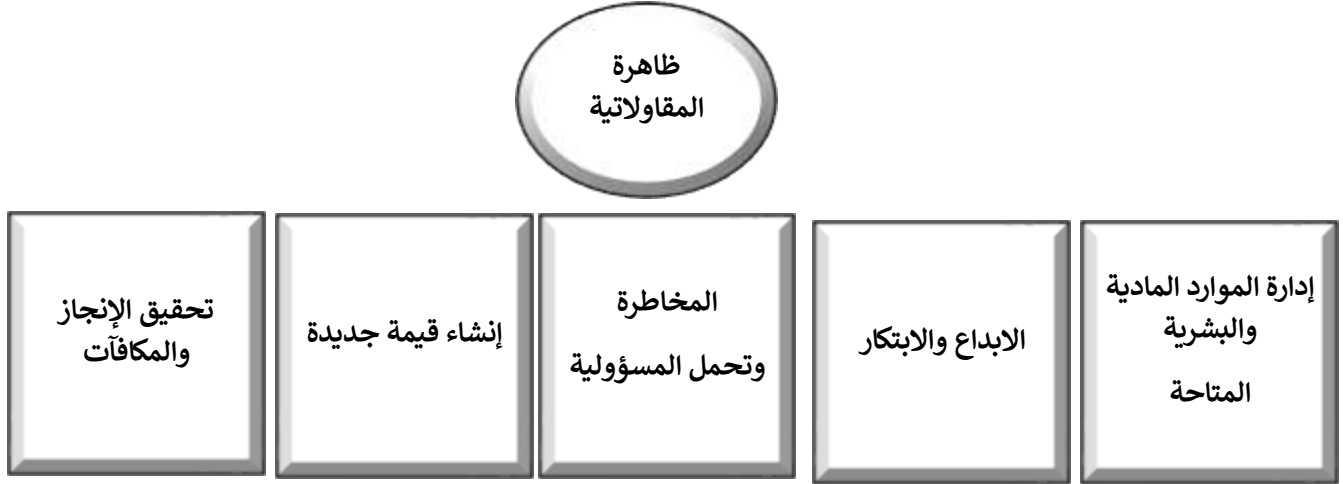 ظاهرة
المقاولاتية
إدارة الموارد المادية
والبشرية
المتاحة
الابداع والابتكار
المخاطرة
وتحمل المسؤولية
إنشاء قيمة جديدة
تحقيق الإنجاز
والمكافآت